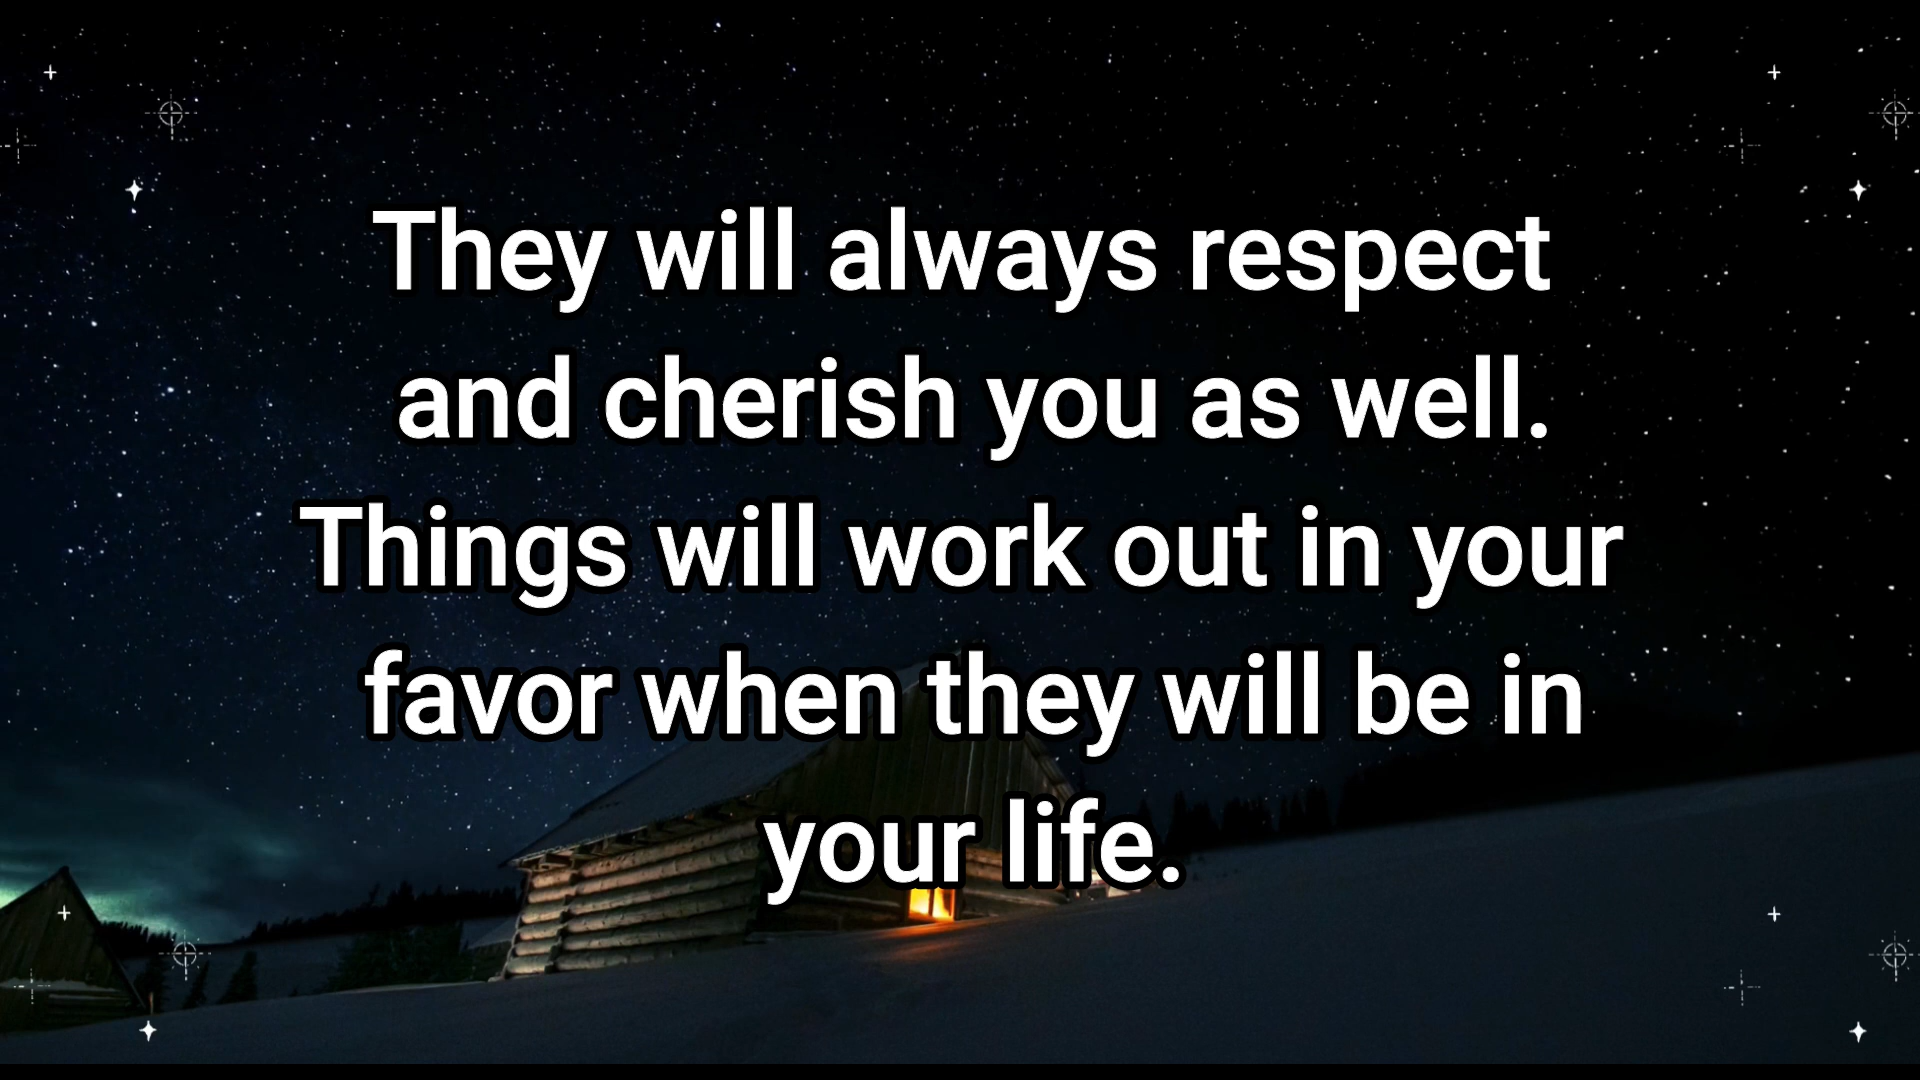 They will always respect
and cherish you as well.
Things will work out in your
favor when they will be in
your life.